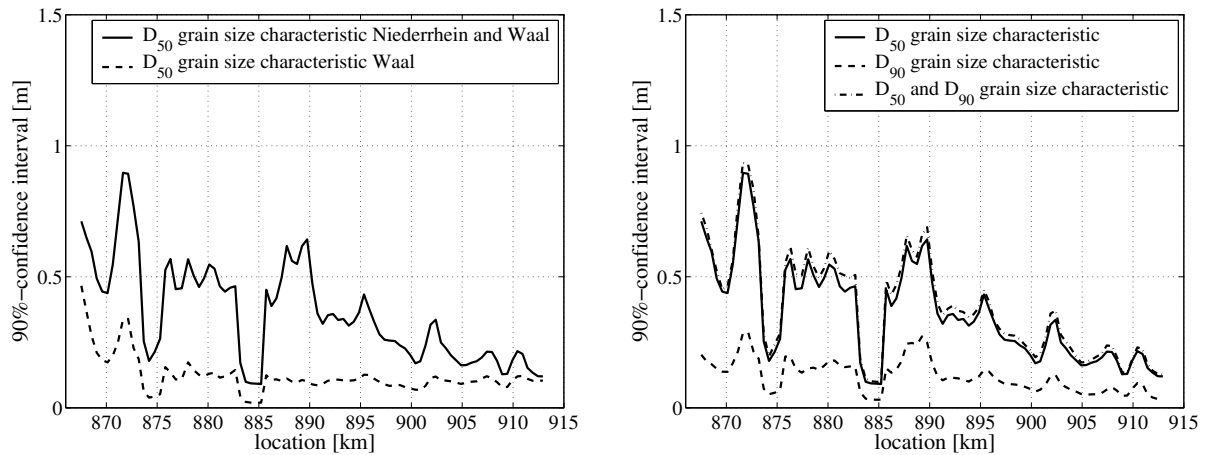 1.5
1
0.5
0
90%−confidence interval [m]
D50 grain size characteristic Niederrhein and Waal
D50 grain size characteristic Waal
870 875 880 885 890 895 900 905 910 915
location [km]
1.5
1
0.5
0
90%−confidence interval [m]
D50 grain size characteristic
D90 grain size characteristic
D50 and D90 grain size characteristic
870 875 880 885 890 895 900 905 910 915
location [km]